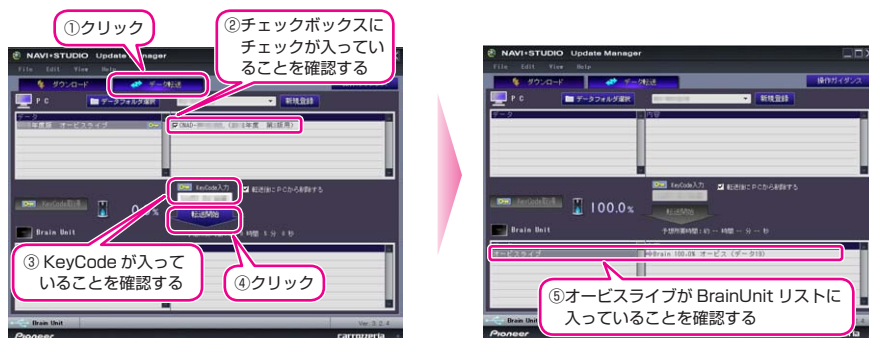 ①クリック
②チェックボックスに
チェックが入ってい
ることを確認する
NAVI*STUDIO Update Manager
File Edit View Help
ダウンロード
データ転送
PC
データフォルダ選択
新規登録
データ
年度版 オービスライブ
KeyCode入力
転送後にPCから削除する
KeyCode取得
転送開始
Brain Unit
③ KeyCode が入って
いることを確認する
④クリック
Brain Unit
Ver 3.2.4
Pioneer
carrozzeria
NAVI*STUDIO Update Manager
File Edit View Help
ダウンロード
データ転送
操作ガイダンス
PC
データフォルダ選択
新規登録
データ
内容
KeyCode入力
転送後にPCから削除する
KeyCode取得
100.0%
転送開始
Brain Unit
予想所要時間:約 -- 時間 -- 分 -- 秒
オービスライブ
Brain 100.0% オービス (データ19)
⑤オービスライブが BrainUnit リストに
入っていることを確認する
Brain Unit
Pioneer